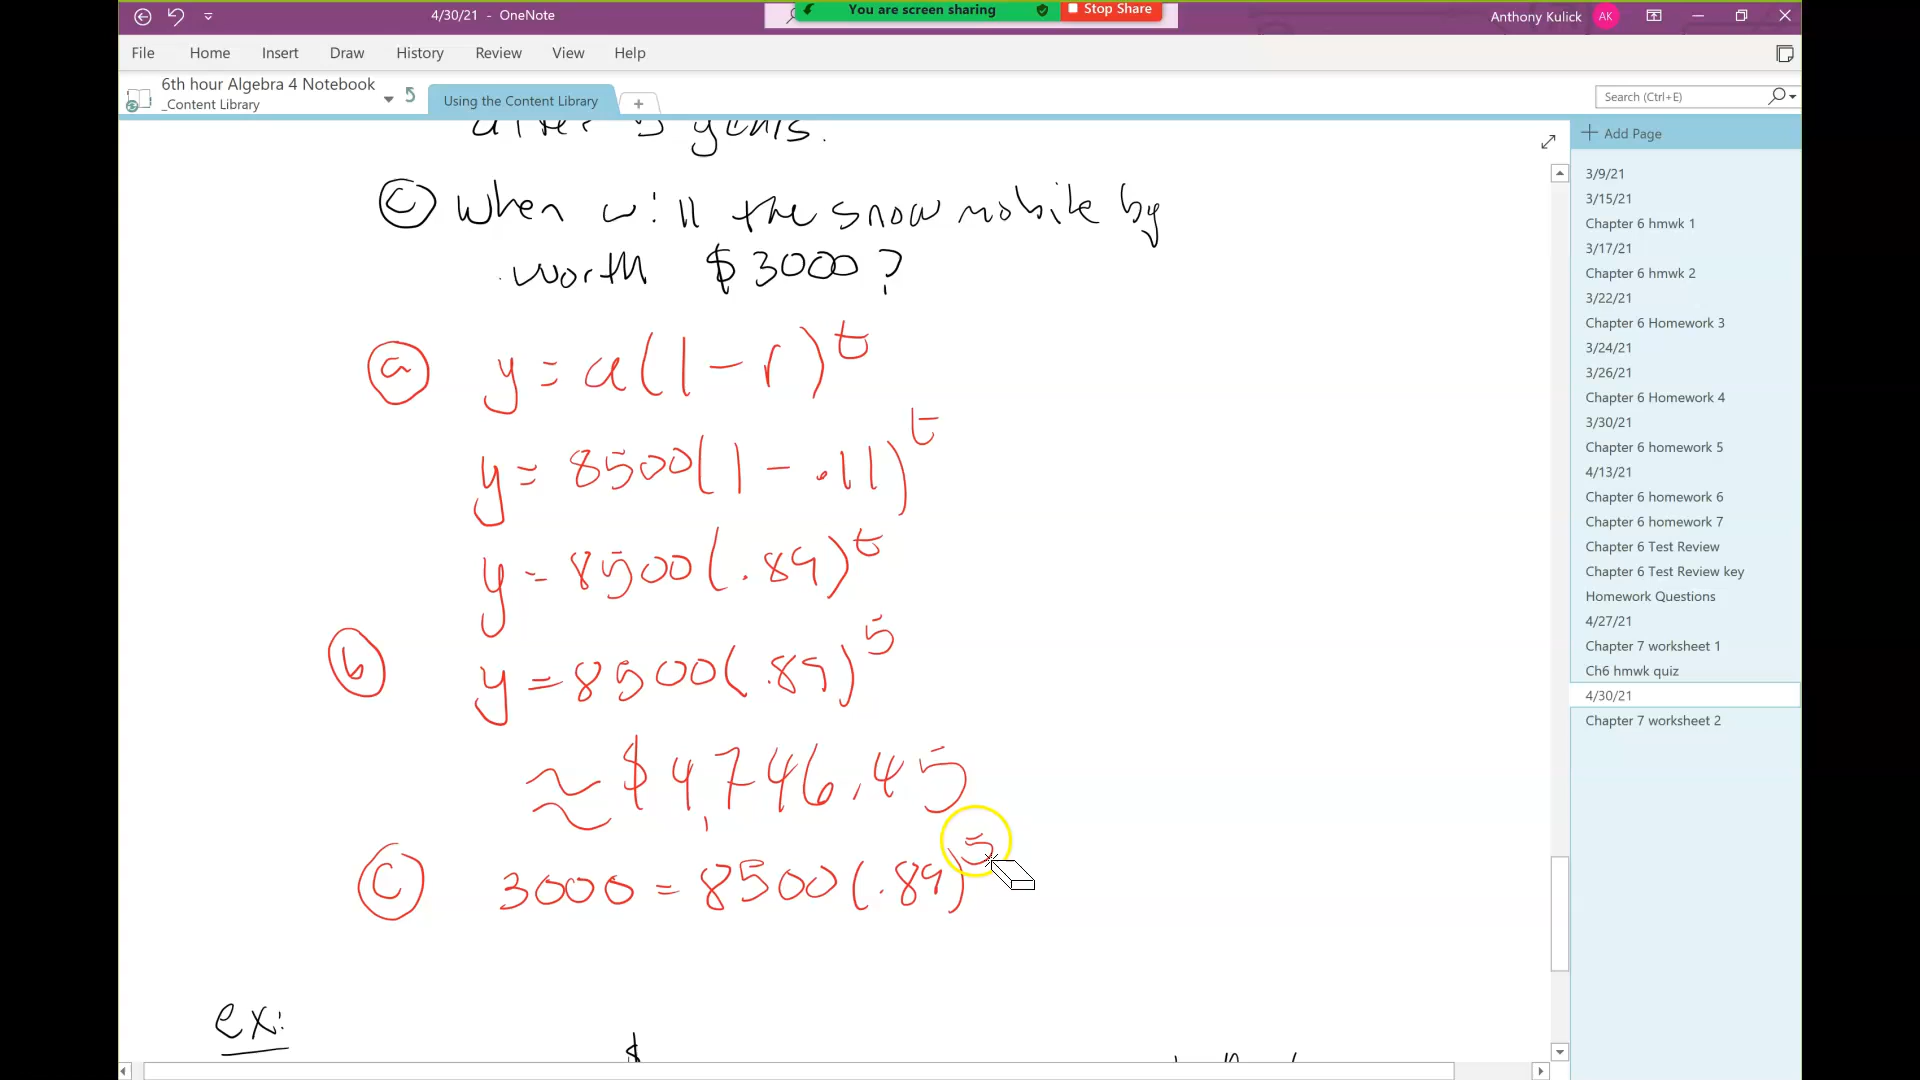 4/30/21 - OneNote
You are screen sharing
Stop Share
Anthony Kulick
AK
File
Home
Insert
Draw
History
Review
View
Help
6th hour Algebra 4 Notebook
_Content Library
Using the Content Library
Search (Ctrl+E)
after 5 years.
c when will the snow mobile by
worth $3000?
a y = a(1 - r)^t
y = 8500(1 - .11)^t
y = 8500(.89)^t
b y = 8500(.89)^5
≈ $4,746.45
c 3000 = 8500(.89)^5
ex:
$
Add Page
3/9/21
3/15/21
Chapter 6 hmwk 1
3/17/21
Chapter 6 hmwk 2
3/22/21
Chapter 6 Homework 3
3/24/21
3/26/21
Chapter 6 Homework 4
3/30/21
Chapter 6 homework 5
4/13/21
Chapter 6 homework 6
Chapter 6 homework 7
Chapter 6 Test Review
Chapter 6 Test Review key
Homework Questions
4/27/21
Chapter 7 worksheet 1
Ch6 hmwk quiz
4/30/21
Chapter 7 worksheet 2